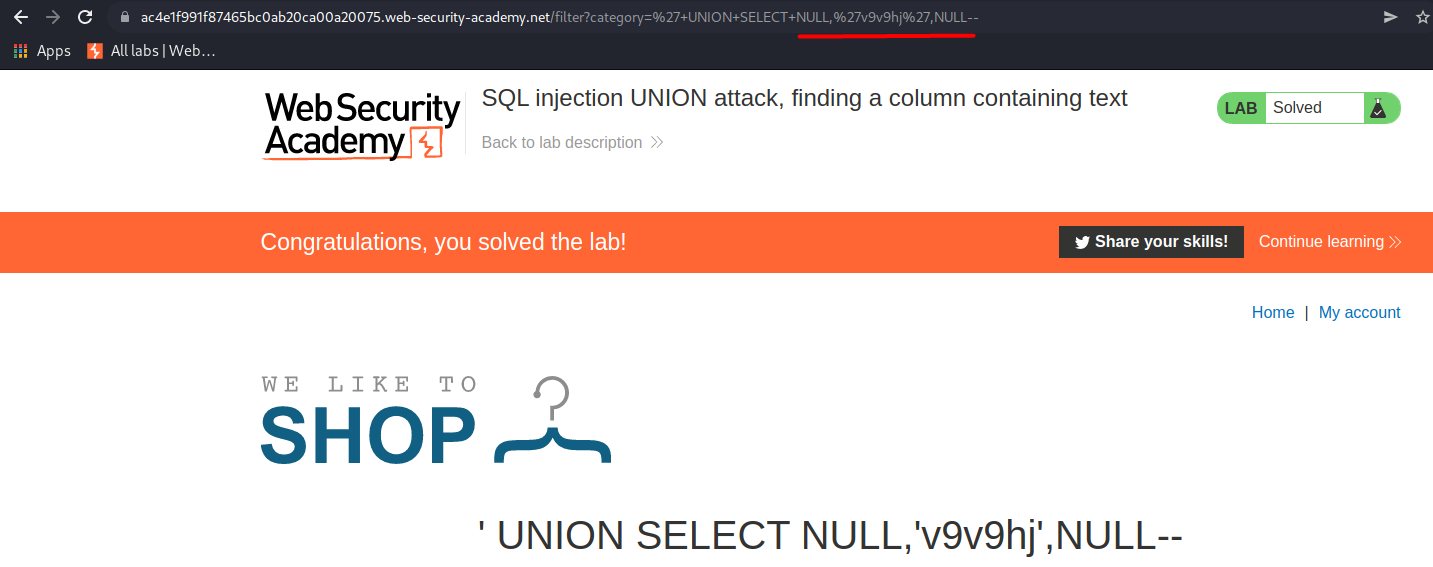 ac4e1f991f87465bc0ab20ca00a20075.web-security-academy.net/filter?category=%27+UNION+SELECT+NULL,%27v9v9hj%27,NULL--
Apps All labs | Web...
Web Security
Academy
SQL injection UNION attack, finding a column containing text
Back to lab description
LAB Solved
Congratulations, you solved the lab!
Share your skills! Continue learning
Home | My account
WE LIKE TO
SHOP
' UNION SELECT NULL,'v9v9hj',NULL--